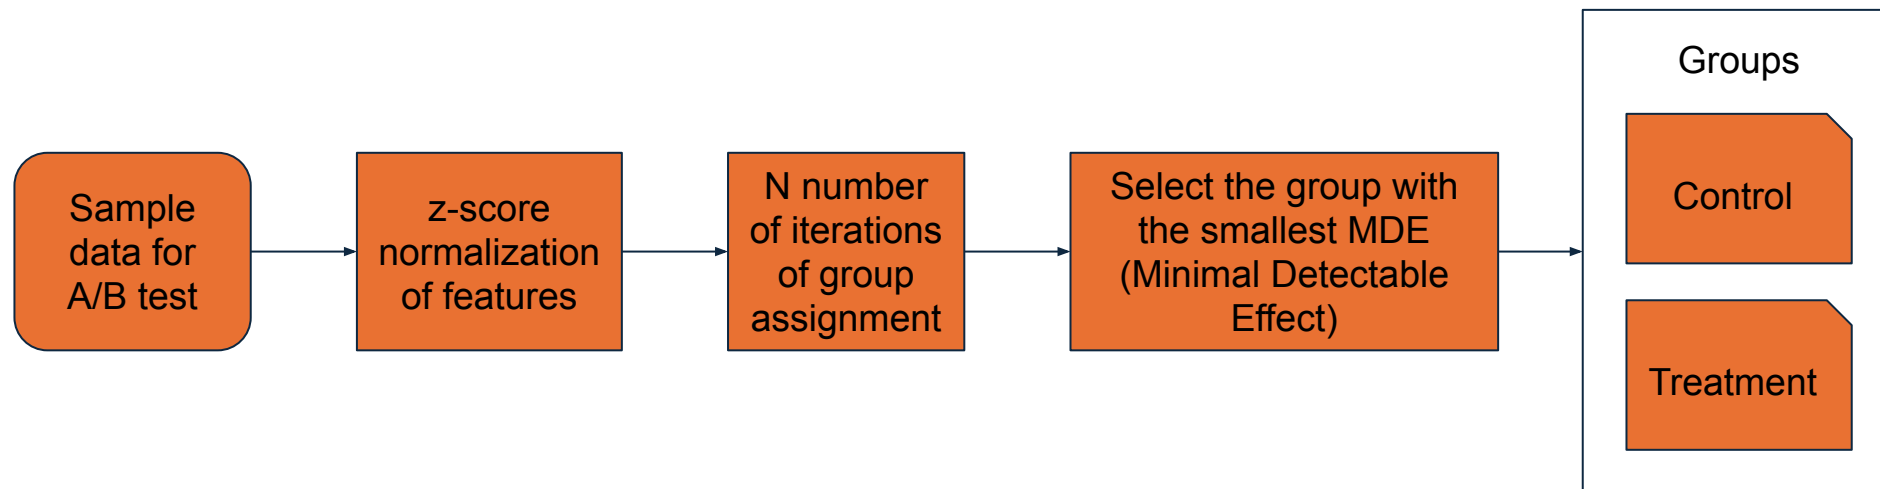 Sample
data for
A/B test
z-score
normalization
of features
N number
of iterations
of group
assignment
Select the group with
the smallest MDE
(Minimal Detectable
Effect)
Groups
Control
Treatment